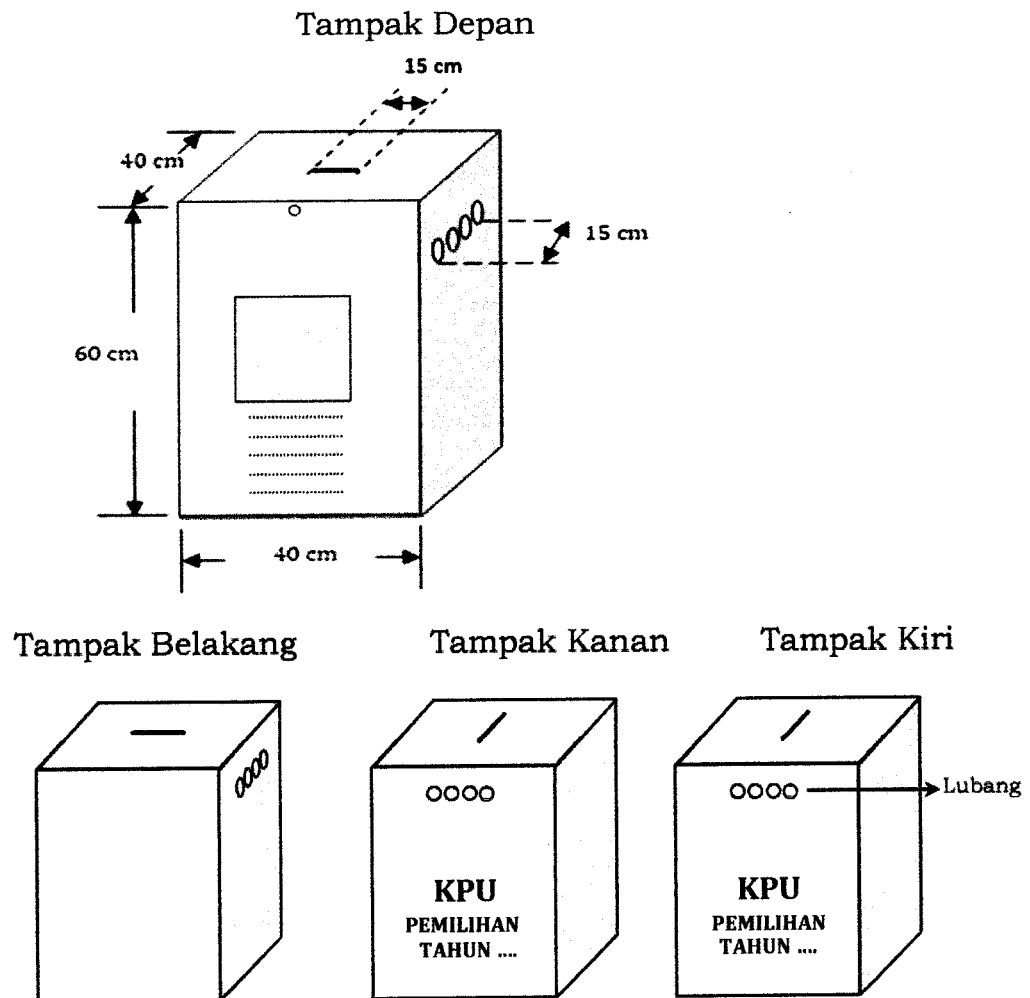 Tampak Depan
15 cm
40 cm
15 cm
60 cm
40 cm
Tampak Belakang
Tampak Kanan
Tampak Kiri
Lubang
KPU
PEMILIHAN
TAHUN ....
KPU
PEMILIHAN
TAHUN ....